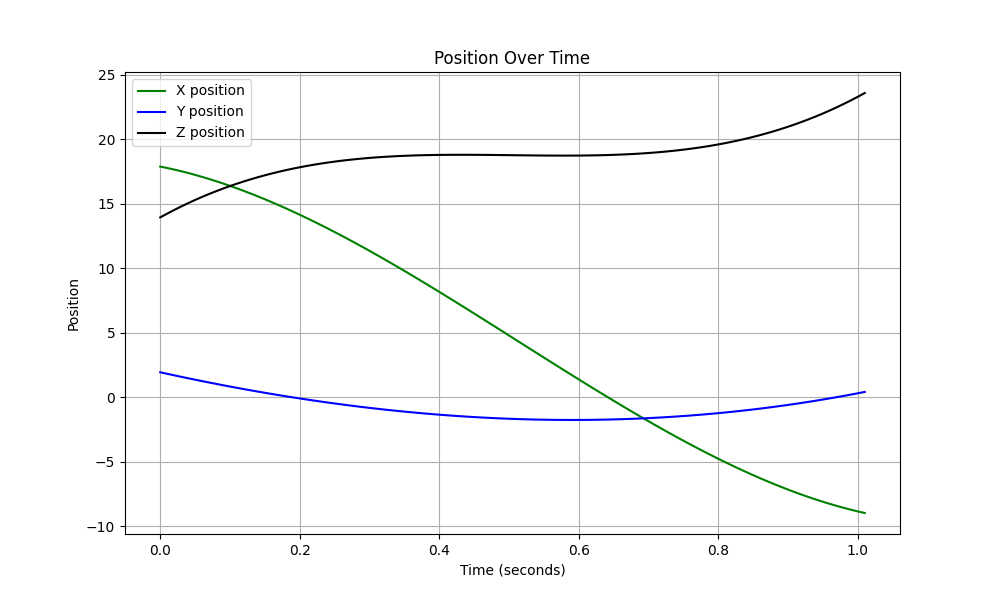 Position Over Time
X position
Y position
Z position
Position
25
20
15
10
5
0
−5
−10
0.0 0.2 0.4 0.6 0.8 1.0
Time (seconds)